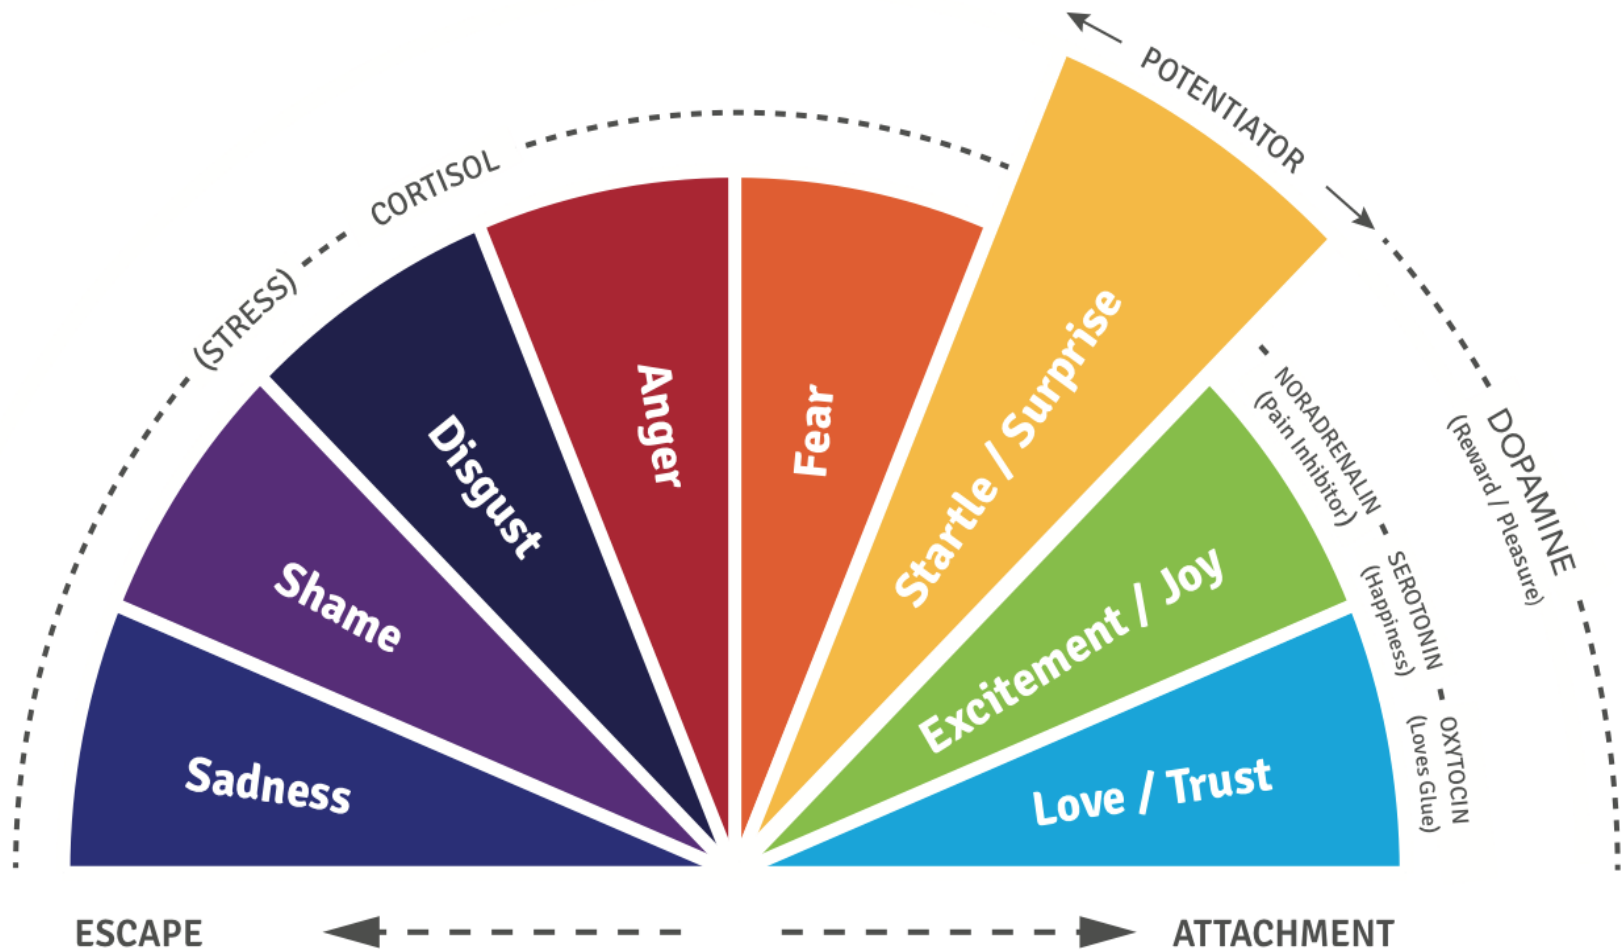 POTENTIATOR
CORTISOL
(STRESS)
Sadness
Shame
Disgust
Anger
Fear
Startle / Surprise
Excitement / Joy
Love / Trust
NORADRENALIN
(Pain Inhibitor)
SEROTONIN
(Happiness)
OXYTOCIN
(Loves Glue)
DOPAMINE
(Reward / Pleasure)
ESCAPE
ATTACHMENT